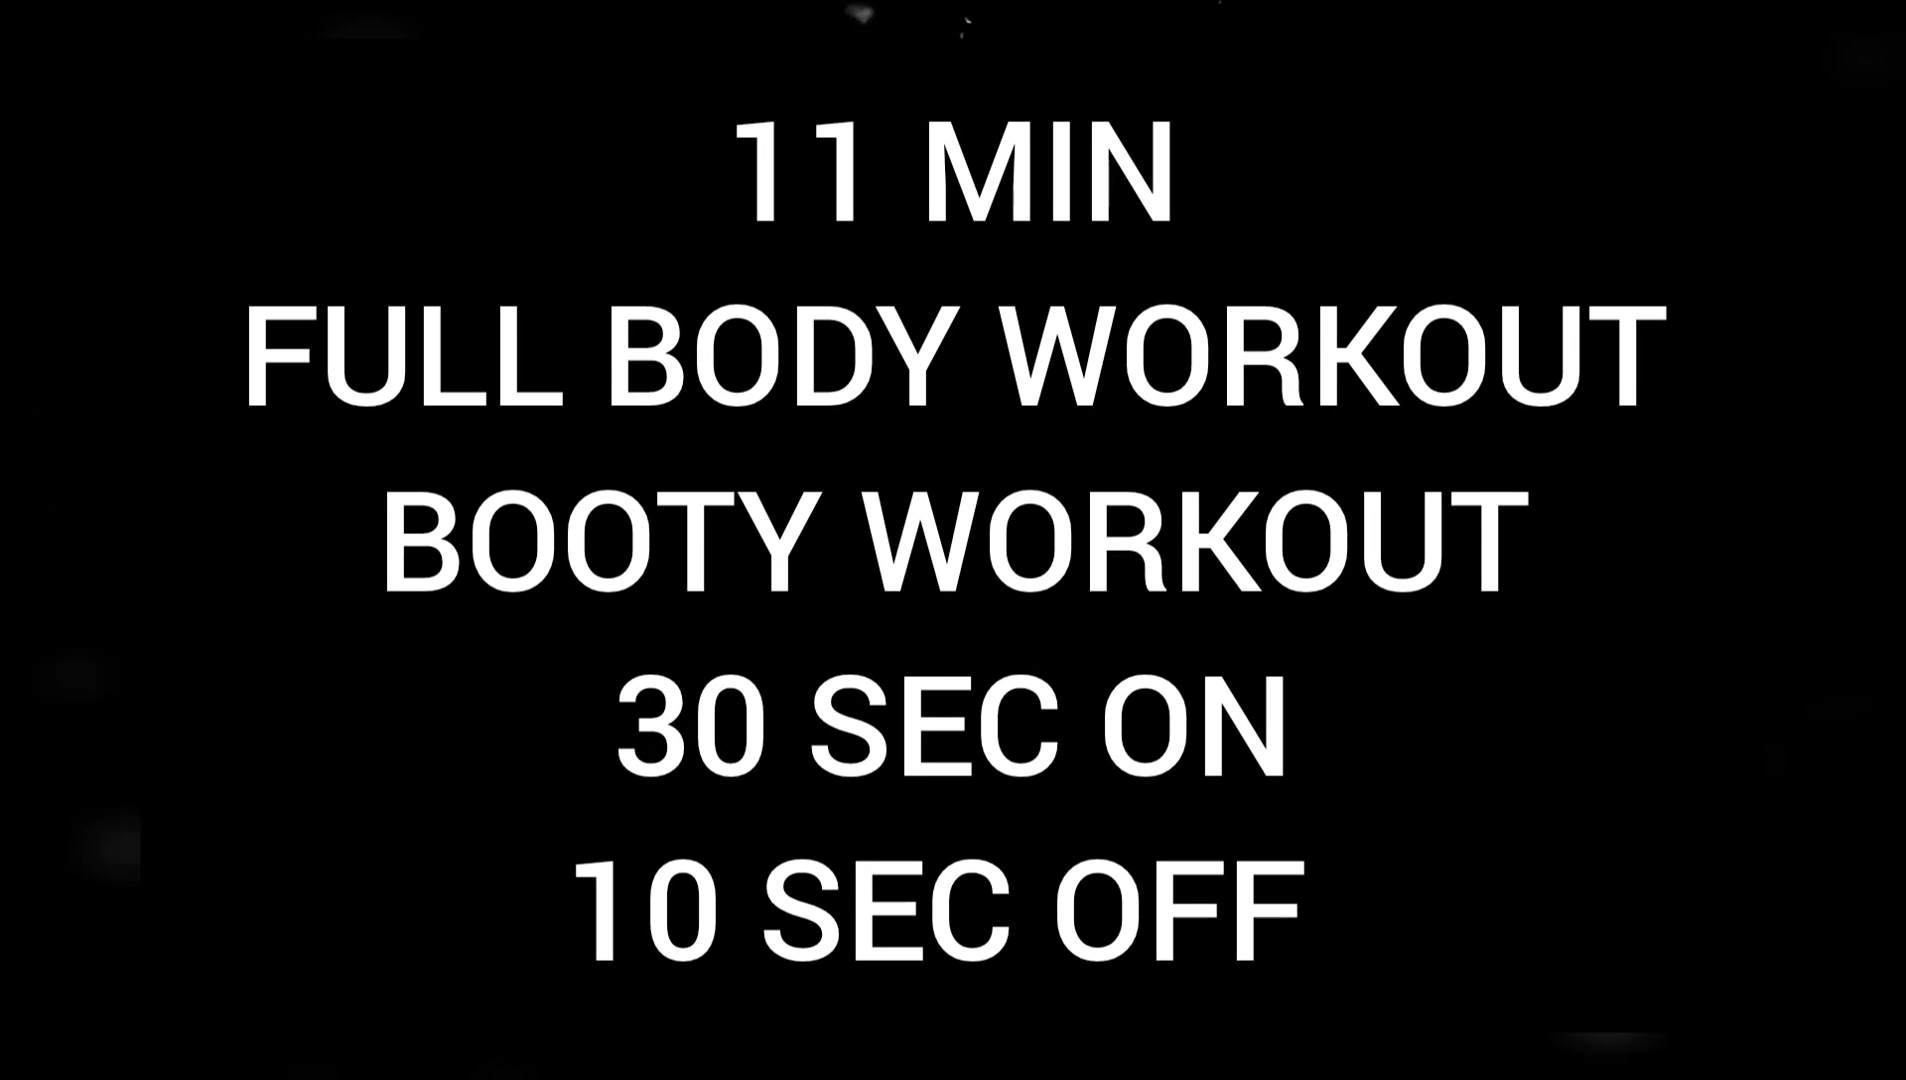 11 MIN
FULL BODY WORKOUT
BOOTY WORKOUT
30 SEC ON
10 SEC OFF